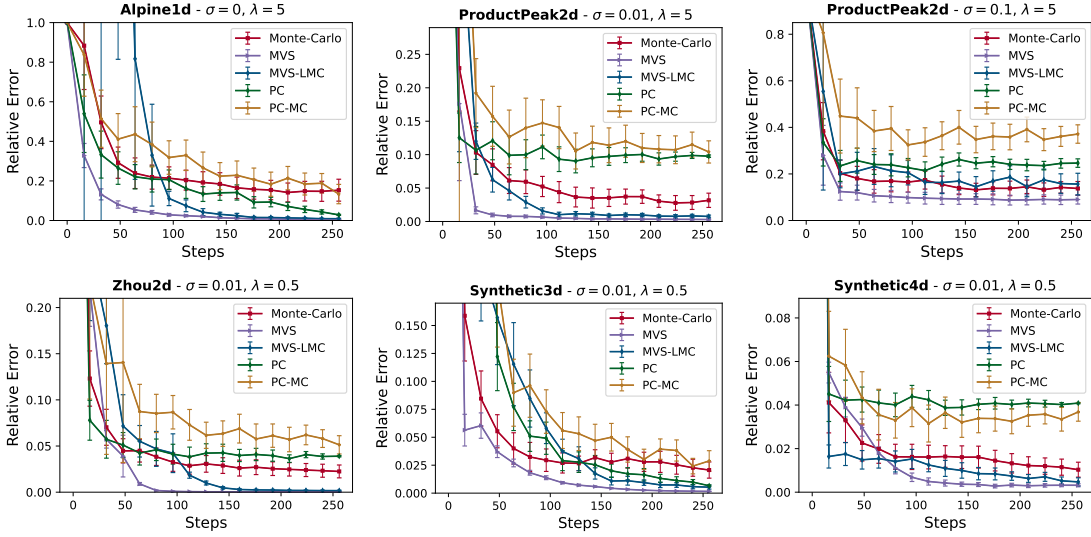 Alpine1d - σ = 0, λ = 5
Relative Error
1.0
0.8
0.6
0.4
0.2
0.0
Monte-Carlo
MVS
MVS-LMC
PC
PC-MC
0 50 100 150 200 250
Steps
ProductPeak2d - σ = 0.01, λ = 5
Relative Error
0.25
0.20
0.15
0.10
0.05
0.00
Monte-Carlo
MVS
MVS-LMC
PC
PC-MC
0 50 100 150 200 250
Steps
ProductPeak2d - σ = 0.1, λ = 5
Relative Error
0.8
0.6
0.4
0.2
0.0
Monte-Carlo
MVS
MVS-LMC
PC
PC-MC
0 50 100 150 200 250
Steps
Zhou2d - σ = 0.01, λ = 0.5
Relative Error
0.20
0.15
0.10
0.05
0.00
Monte-Carlo
MVS
MVS-LMC
PC
PC-MC
0 50 100 150 200 250
Steps
Synthetic3d - σ = 0.01, λ = 0.5
Relative Error
0.150
0.125
0.100
0.075
0.050
0.025
0.000
Monte-Carlo
MVS
MVS-LMC
PC
PC-MC
0 50 100 150 200 250
Steps
Synthetic4d - σ = 0.01, λ = 0.5
Relative Error
0.08
0.06
0.04
0.02
0.00
Monte-Carlo
MVS
MVS-LMC
PC
PC-MC
0 50 100 150 200 250
Steps